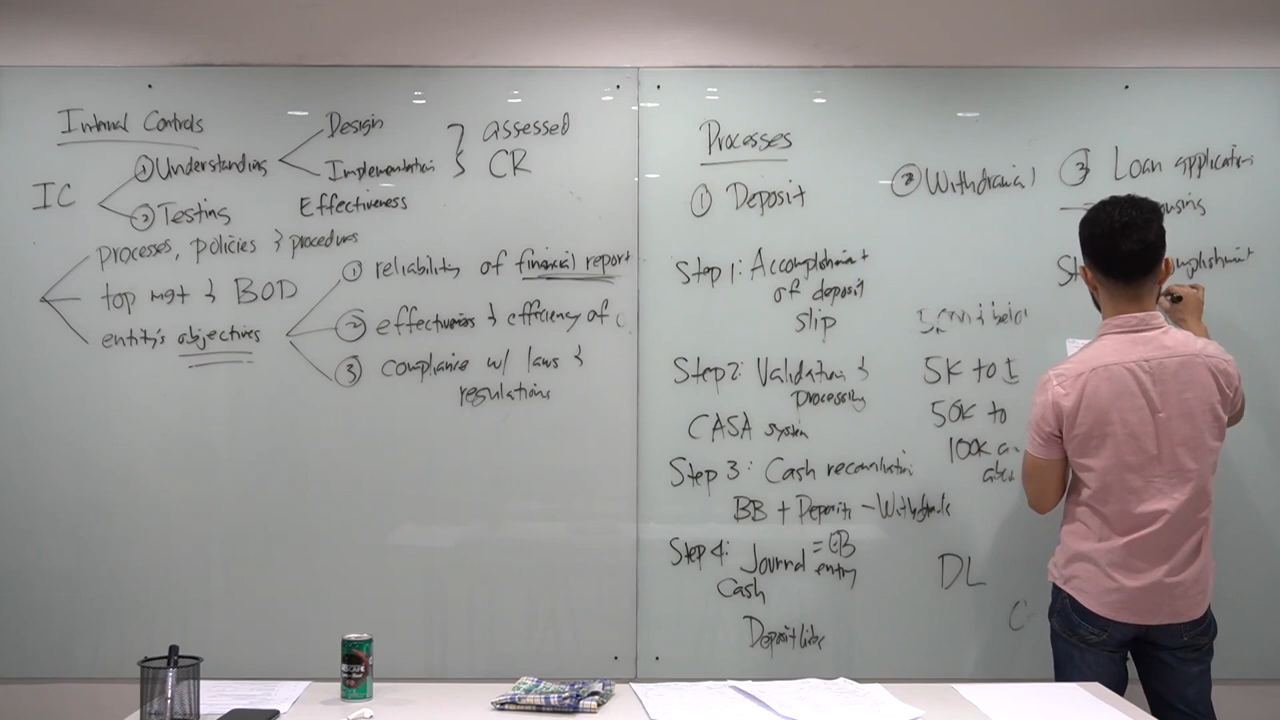 Internal Controls
IC
① Understanding
Design
Implementation
assessed
CR
② Testing
Effectiveness
processes, policies & procedures
top mgt & BOD
entity's objectives
① reliability of financial report
② effectiveness & efficiency of
③ compliance w/ laws &
regulations
Processes
① Deposit
Step 1: Accomplishment
of deposit
slip
Step 2: Validation &
processing
CASA system
Step 3: Cash reconciliation
BB + Deposits - Withdrawals
= EB
Step 4: Journal
entry
Cash
Deposit liabs
② Withdrawal
5K to
50K to
100K
DL
③ Loan application